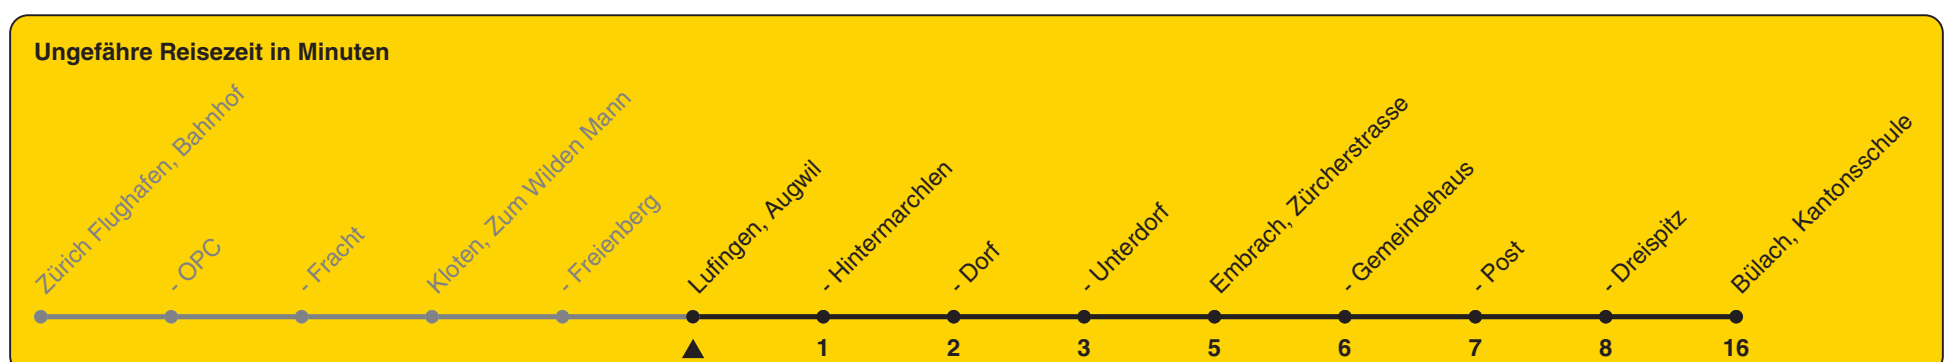 Ungefähre Reisezeit in Minuten
Zürich Flughafen, Bahnhof
- OPC
- Fracht
Kloten, Zum Wilden Mann
- Freienberg
Lufingen, Augwil
- Hintermarchlen
- Dorf
- Unterdorf
Embrach, Zürcherstrasse
- Gemeindehaus
- Post
- Dreispitz
Bülach, Kantonsschule
1 2 3 5 6 7 8 16